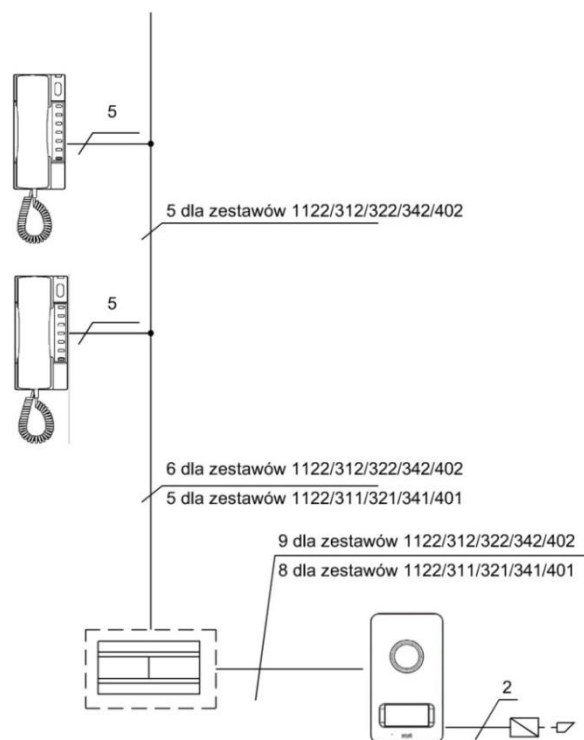 5
5 dla zestawów 1122/312/322/342/402
5
6 dla zestawów 1122/312/322/342/402
5 dla zestawów 1122/311/321/341/401
9 dla zestawów 1122/312/322/342/402
8 dla zestawów 1122/311/321/341/401
2